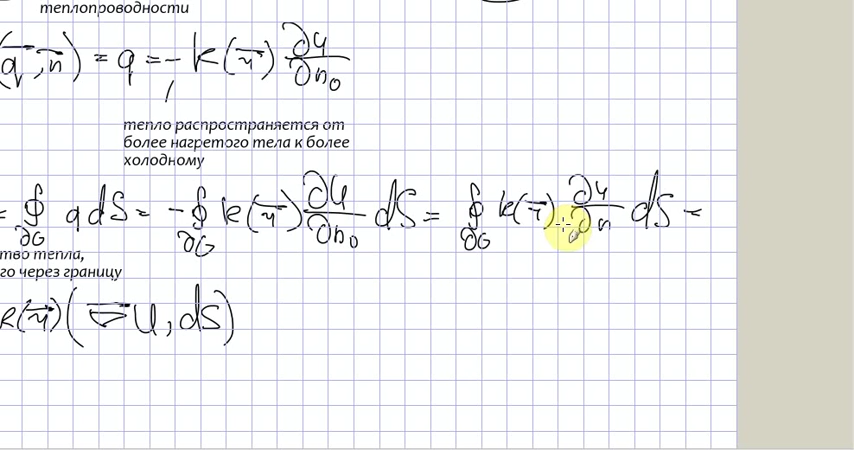 теплопроводности
(q⃗, n⃗) = q = -k(r⃗) ∂u/∂n₀
тепло распространяется от
более нагретого тела к более
холодному
= ∮_∂G q dS = -∮_∂G k(r⃗) ∂u/∂n₀ dS = ∮_∂G k(r⃗) ∂u/∂n dS =
тво тепла,
го через границу
k(r⃗)(∇u, dS)